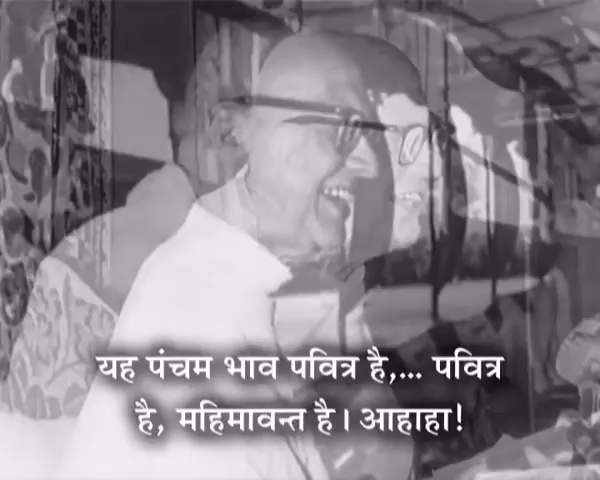 यह पंचम भाव पवित्र है,... पवित्र
है, महिमावन्त है। आहाहा!